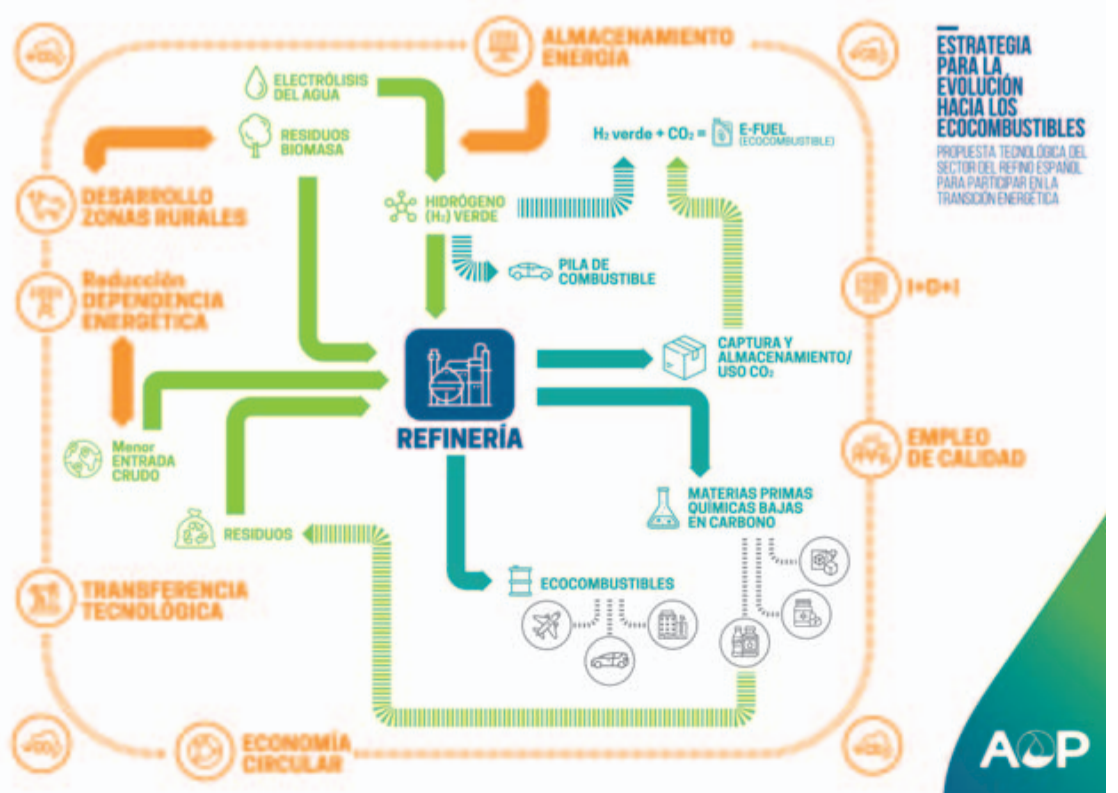 ALMACENAMIENTO
ENERGÍA
ESTRATEGIA
PARA LA
EVOLUCIÓN
HACIA LOS
ECOCOMBUSTIBLES
PROPUESTA TECNOLÓGICA DEL
SECTOR DEL REFINO ESPAÑOL
PARA PARTICIPAR EN LA
TRANSICIÓN ENERGÉTICA
ELECTRÓLISIS
DEL AGUA
RESIDUOS
BIOMASA
H₂ verde + CO₂ =
E-FUEL
(ECOCOMBUSTIBLE)
DESARROLLO
ZONAS RURALES
HIDRÓGENO
(H₂) VERDE
PILA DE
COMBUSTIBLE
Reducción
DEPENDENCIA
ENERGÉTICA
I+D+I
CAPTURA Y
ALMACENAMIENTO/
USO CO₂
REFINERÍA
EMPLEO
DE CALIDAD
Menor
ENTRADA
CRUDO
MATERIAS PRIMAS
QUÍMICAS BAJAS
EN CARBONO
RESIDUOS
ECOCOMBUSTIBLES
TRANSFERENCIA
TECNOLÓGICA
ECONOMÍA
CIRCULAR
AOP